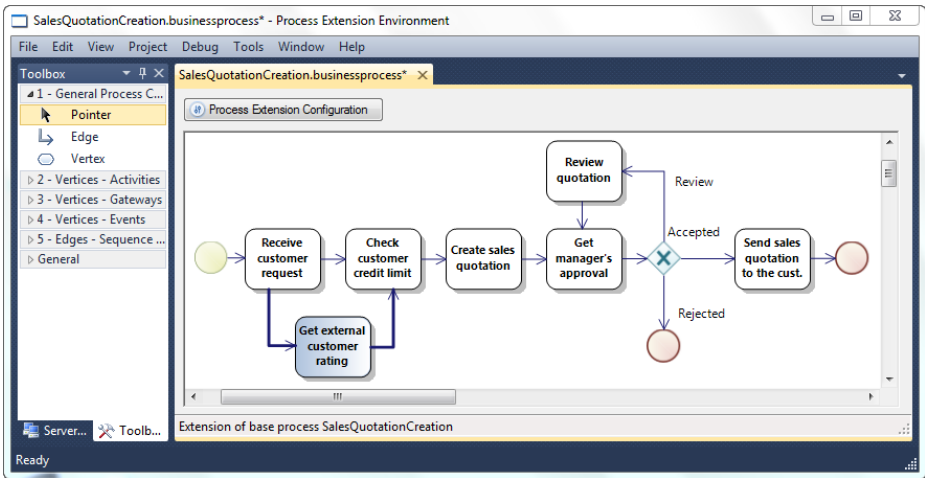 SalesQuotationCreation.businessprocess* - Process Extension Environment
File Edit View Project Debug Tools Window Help
Toolbox
SalesQuotationCreation.businessprocess*
1 - General Process C...
Pointer
Edge
Vertex
2 - Vertices - Activities
3 - Vertices - Gateways
4 - Vertices - Events
5 - Edges - Sequence ...
General
Process Extension Configuration
Review
quotation
Review
Receive
customer
request
Check
customer
credit limit
Create sales
quotation
Get
manager's
approval
Accepted
Send sales
quotation
to the cust.
Get external
customer
rating
Rejected
Server...
Toolb...
Extension of base process SalesQuotationCreation
Ready